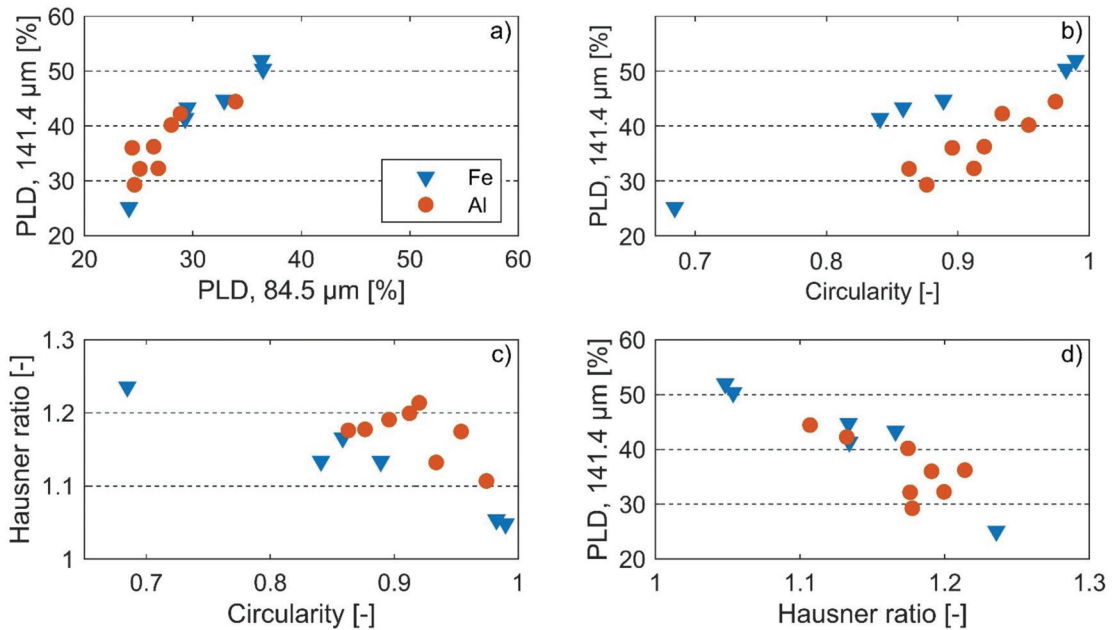 60
50
40
30
20
PLD, 141.4 μm [%]
a)
Fe
Al
20 30 40 50 60
PLD, 84.5 μm [%]
60
50
40
30
20
PLD, 141.4 μm [%]
b)
0.7 0.8 0.9 1
Circularity [-]
1.3
1.2
1.1
1
Hausner ratio [-]
c)
0.7 0.8 0.9 1
Circularity [-]
60
50
40
30
20
PLD, 141.4 μm [%]
d)
1 1.1 1.2 1.3
Hausner ratio [-]